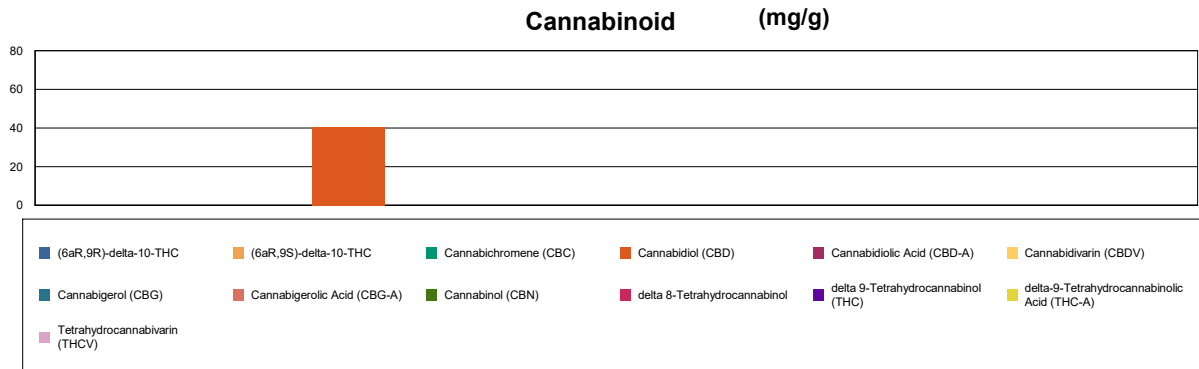 Cannabinoid (mg/g)
80
60
40
20
0
(6aR,9R)-delta-10-THC
(6aR,9S)-delta-10-THC
Cannabichromene (CBC)
Cannabidiol (CBD)
Cannabidiolic Acid (CBD-A)
Cannabidivarin (CBDV)
Cannabigerol (CBG)
Cannabigerolic Acid (CBG-A)
Cannabinol (CBN)
delta 8-Tetrahydrocannabinol
delta 9-Tetrahydrocannabinol
(THC)
delta-9-Tetrahydrocannabinolic
Acid (THC-A)
Tetrahydrocannabivarin
(THCV)